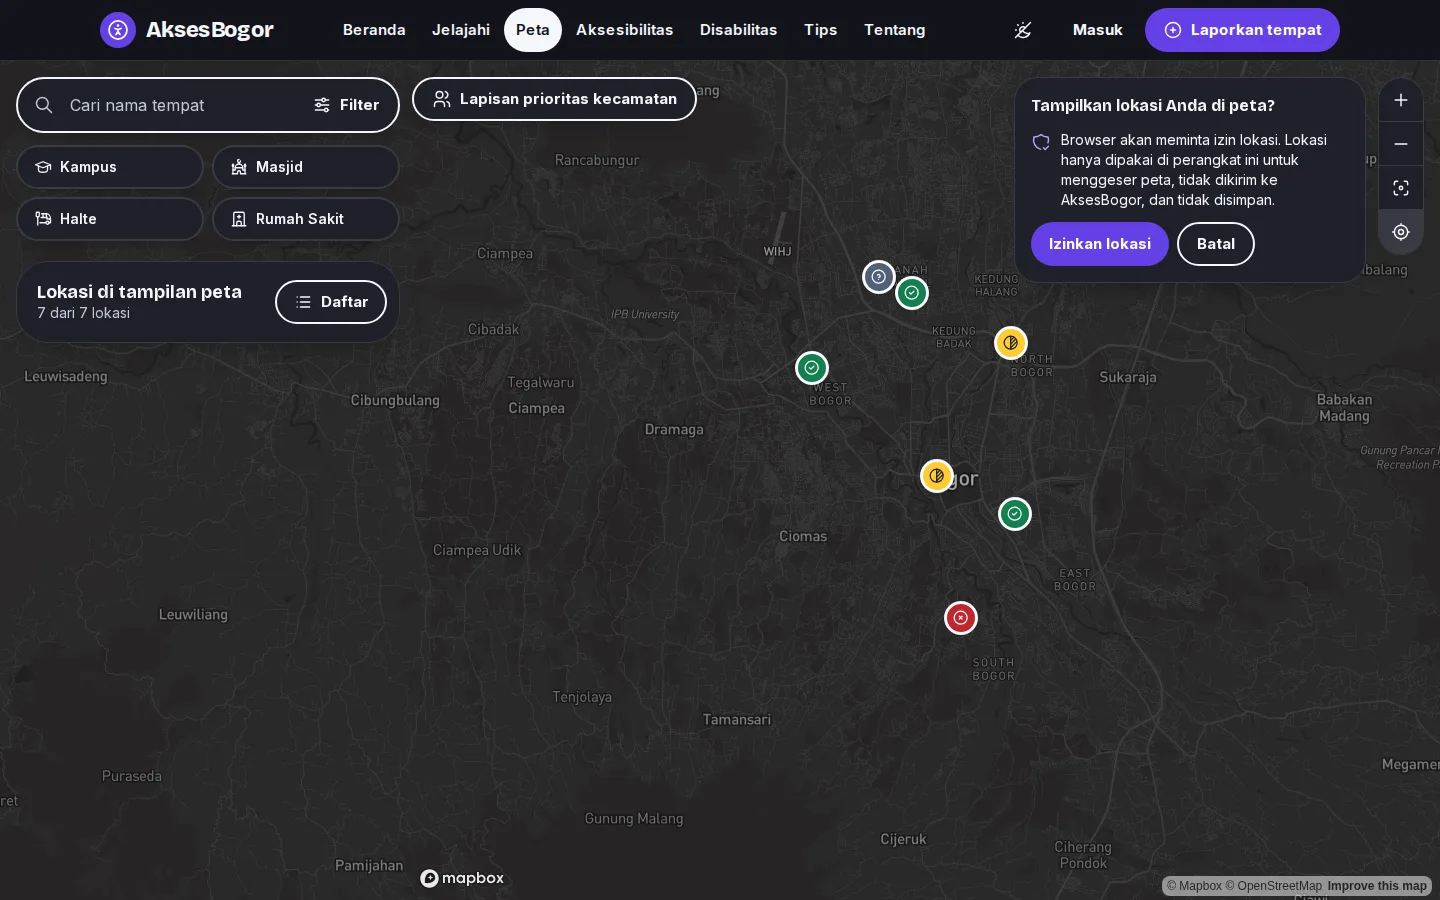 AksesBogor
Beranda
Jelajahi
Peta
Aksesibilitas
Disabilitas
Tips
Tentang
Masuk
Laporkan tempat
Cari nama tempat
Filter
Lapisan prioritas kecamatan
Kampus
Masjid
Halte
Rumah Sakit
Lokasi di tampilan peta
7 dari 7 lokasi
Daftar
Tampilkan lokasi Anda di peta?
Browser akan meminta izin lokasi. Lokasi
hanya dipakai di perangkat ini untuk
menggeser peta, tidak dikirim ke
AksesBogor, dan tidak disimpan.
Izinkan lokasi
Batal
Rancabungur
Ciampea
WIHJ
KEDUNG
HALANG
IPB University
Cibadak
KEDUNG
BADAK
BOGOR
Leuwisadeng
Tegalwaru
Sukaraja
Cibungbulang
Ciampea
WEST
BOGOR
Babakan
Madang
Dramaga
Ciomas
Ciampea Udik
EAST
BOGOR
Leuwiliang
SOUTH
BOGOR
Tenjolaya
Tamansari
Puraseda
Gunung Malang
Cijeruk
Ciherang
Pondok
Pamijahan
mapbox
© Mapbox © OpenStreetMap Improve this map